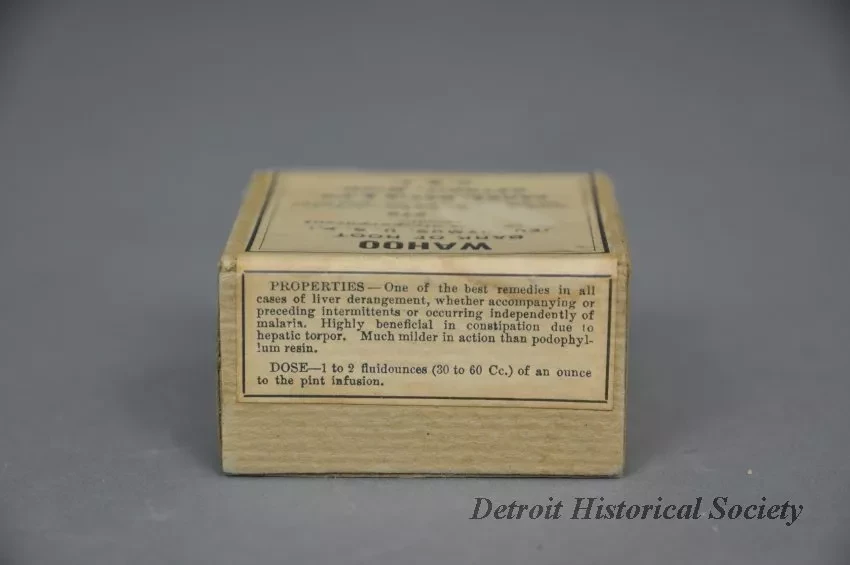 WAHOO
BARK OF ROOT
PROPERTIES—One of the best remedies in all
cases of liver derangement, whether accompanying or
preceding intermittents or occurring independently of
malaria. Highly beneficial in constipation due to
hepatic torpor. Much milder in action than podophyl-
lum resin.
DOSE—1 to 2 fluidounces (30 to 60 Cc.) of an ounce
to the pint infusion.
Detroit Historical Society